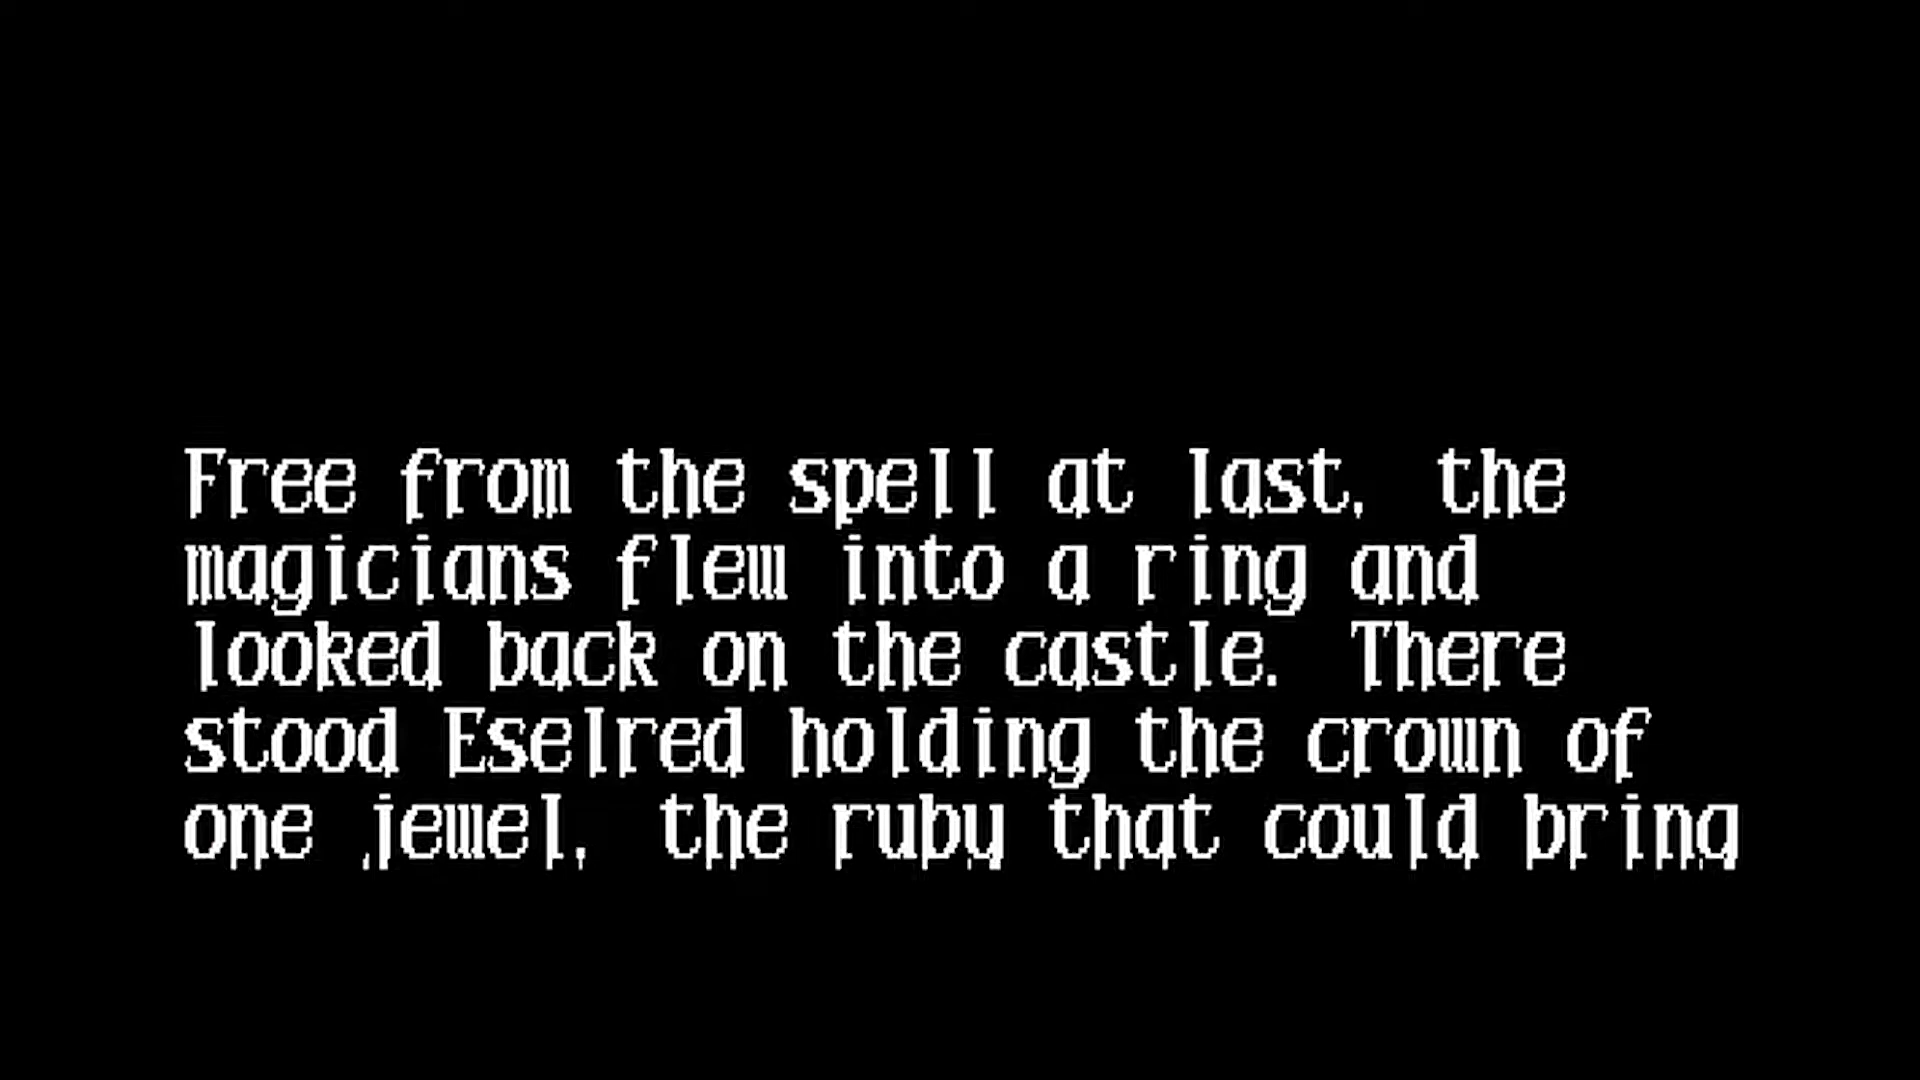 Free from the spell at last, the
magicians flew into a ring and
looked back on the castle. There
stood Eselred holding the crown of
one jewel, the ruby that could bring